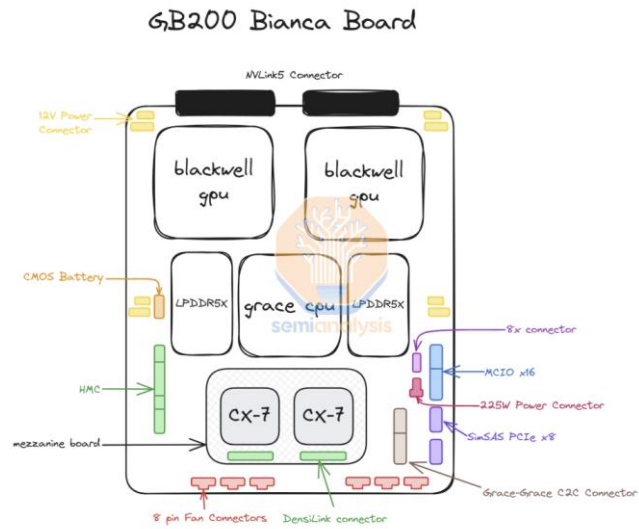 GB200 Bianca Board
NVLink5 Connector
12V Power
Connector
blackwell
gpu
blackwell
gpu
CMOS Battery
LPDDR5X
grace cpu
LPDDR5X
semianalysis
8x connector
MCIO x16
HMC
225W Power Connector
CX-7
CX-7
SimSAS PCIe x8
mezzanine board
Grace-Grace C2C Connector
8 pin Fan Connectors
DensiLink connector